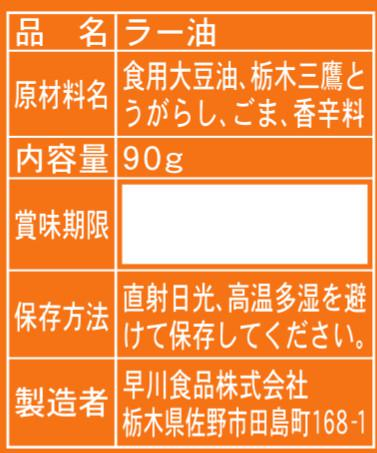 品 名 ラー油
原材料名 食用大豆油、栃木三鷹と
うがらし、ごま、香辛料
内容量 90g
賞味期限
保存方法 直射日光、高温多湿を避
けて保存してください。
製造者 早川食品株式会社
栃木県佐野市田島町168-1